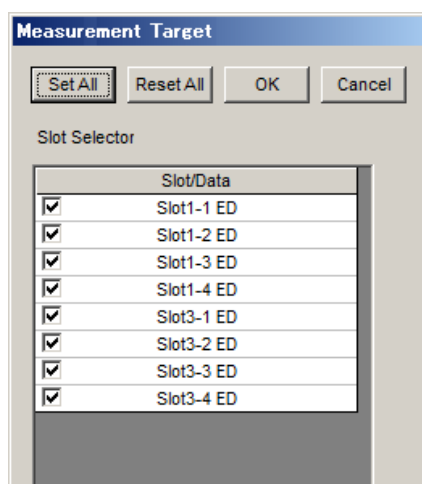 Measurement Target
Set All Reset All OK Cancel
Slot Selector
Slot/Data
Slot1-1 ED
Slot1-2 ED
Slot1-3 ED
Slot1-4 ED
Slot3-1 ED
Slot3-2 ED
Slot3-3 ED
Slot3-4 ED